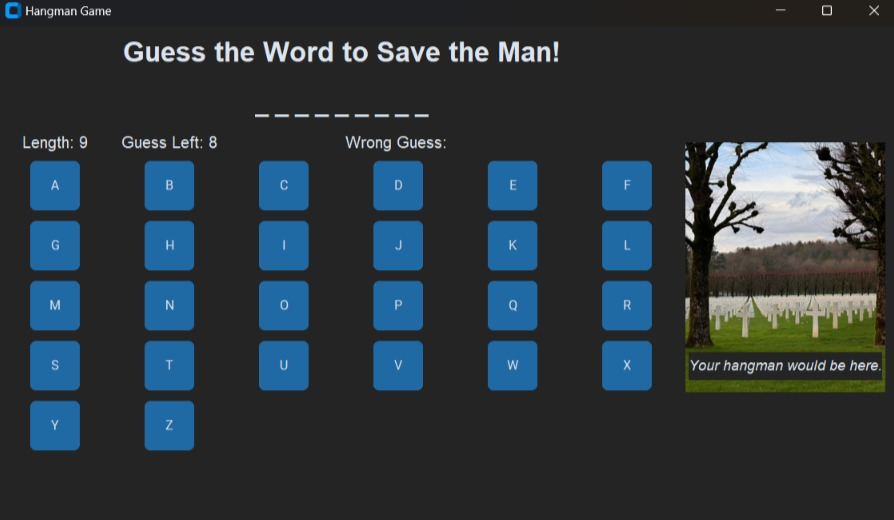 Hangman Game
Guess the Word to Save the Man!
_ _ _ _ _ _ _ _ _
Length: 9 Guess Left: 8 Wrong Guess:
A B C D E F
G H I J K L
M N O P Q R
S T U V W X
Y Z
Your hangman would be here.